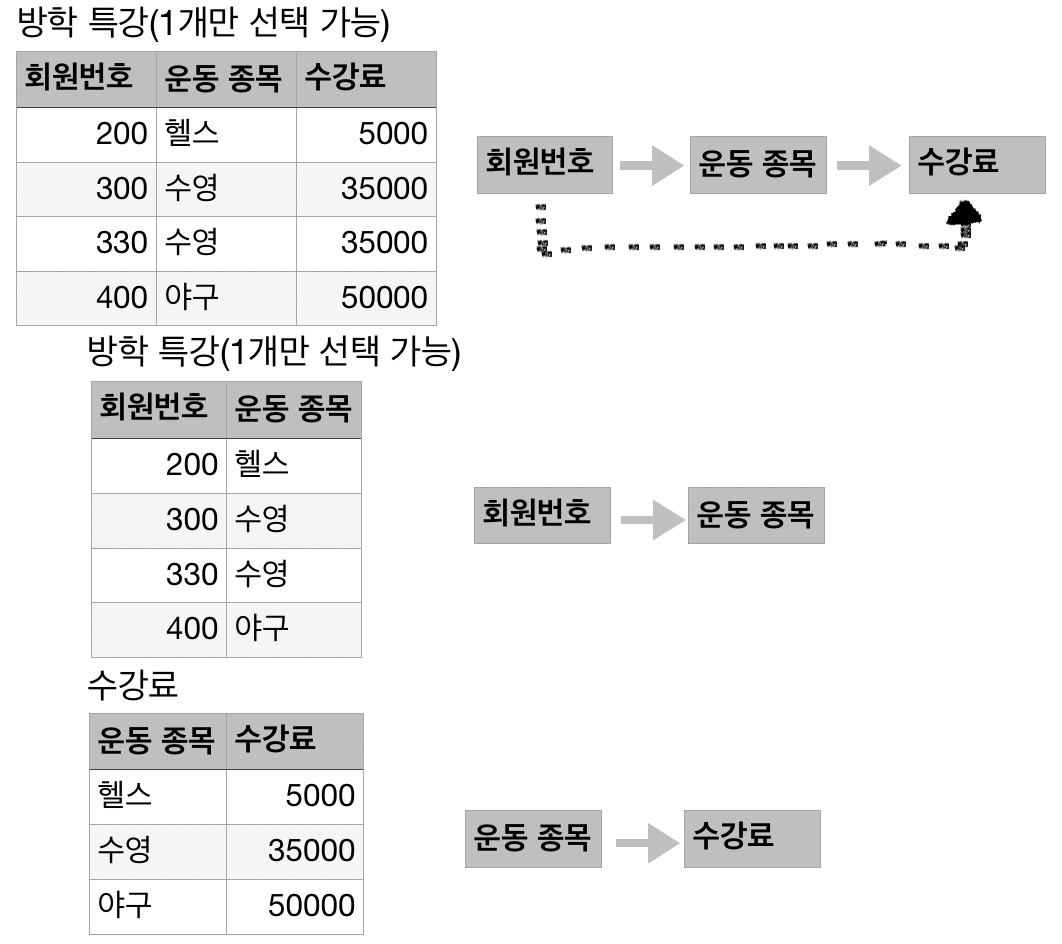 방학 특강(1개만 선택 가능)
회원번호 운동 종목 수강료
200 헬스 5000
300 수영 35000
330 수영 35000
400 야구 50000
회원번호 운동 종목 수강료
방학 특강(1개만 선택 가능)
회원번호 운동 종목
200 헬스
300 수영
330 수영
400 야구
회원번호 운동 종목
수강료
운동 종목 수강료
헬스 5000
수영 35000
야구 50000
운동 종목 수강료